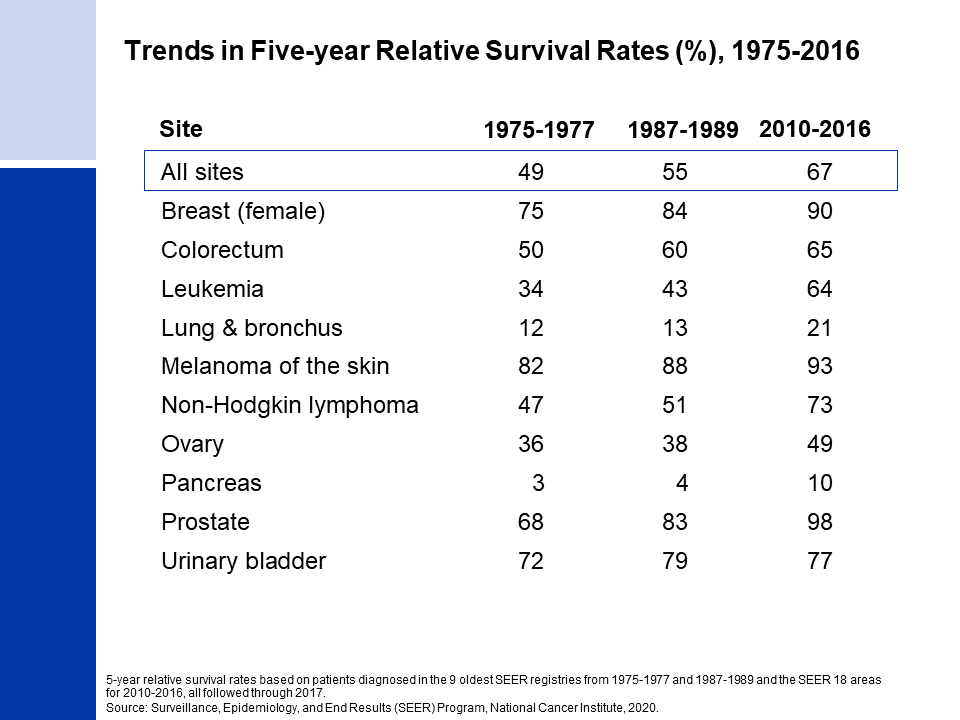 Trends in Five-year Relative Survival Rates (%), 1975-2016
Site 1975-1977 1987-1989 2010-2016
All sites 49 55 67
Breast (female) 75 84 90
Colorectum 50 60 65
Leukemia 34 43 64
Lung & bronchus 12 13 21
Melanoma of the skin 82 88 93
Non-Hodgkin lymphoma 47 51 73
Ovary 36 38 49
Pancreas 3 4 10
Prostate 68 83 98
Urinary bladder 72 79 77
5-year relative survival rates based on patients diagnosed in the 9 oldest SEER registries from 1975-1977 and 1987-1989 and the SEER 18 areas
for 2010-2016, all followed through 2017.
Source: Surveillance, Epidemiology, and End Results (SEER) Program, National Cancer Institute, 2020.